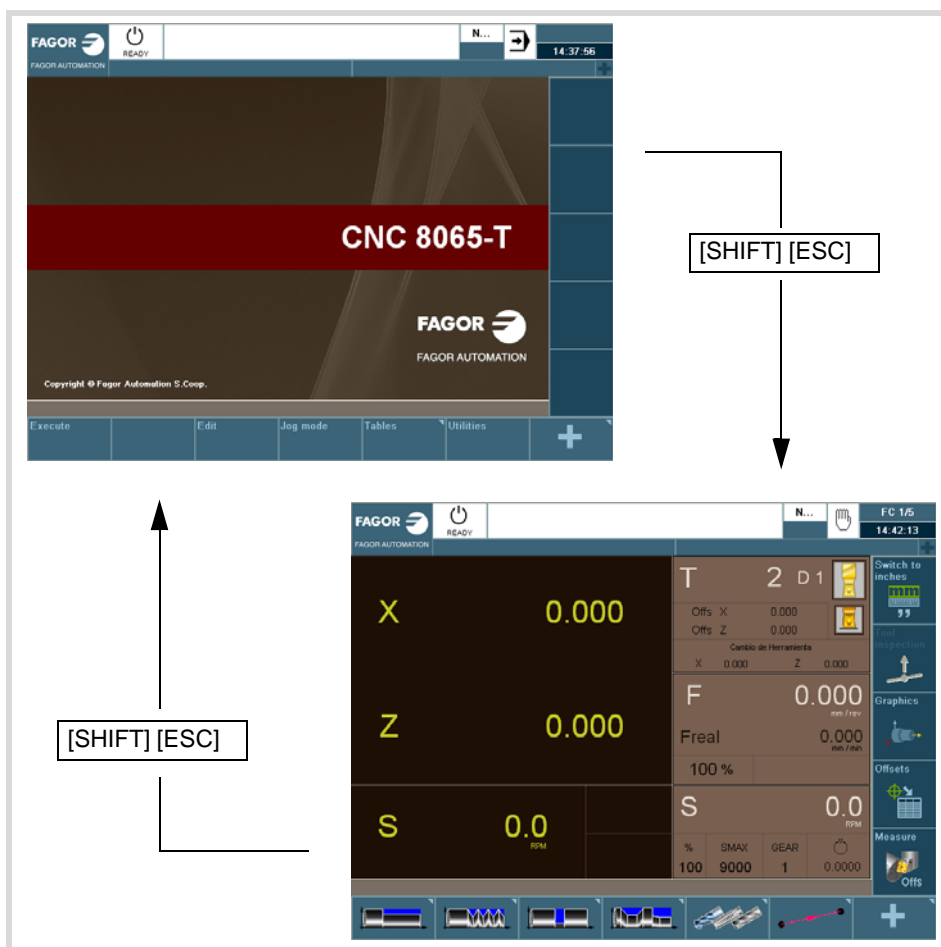 FAGOR
READY
N...
14:37:56
FAGOR AUTOMATION
CNC 8065-T
FAGOR
FAGOR AUTOMATION
Copyright © Fagor Automation S.Coop.
Execute Edit Jog mode Tables Utilities
[SHIFT] [ESC]
[SHIFT] [ESC]
FAGOR
READY
N...
FC 1/5
14:42:13
FAGOR AUTOMATION
X 0.000
Z 0.000
S 0.0
RPM
T 2 D 1
Offs X 0.000
Offs Z 0.000
Cambio de Herramienta
X 0.000 Z 0.000
F 0.000
mm / rev
Freal 0.000
mm / min
100 %
S 0.0
RPM
% SMAX GEAR
100 9000 1 0.0000
Switch to
inches
mm
Tool
inspection
Graphics
Offsets
Measure
Offs